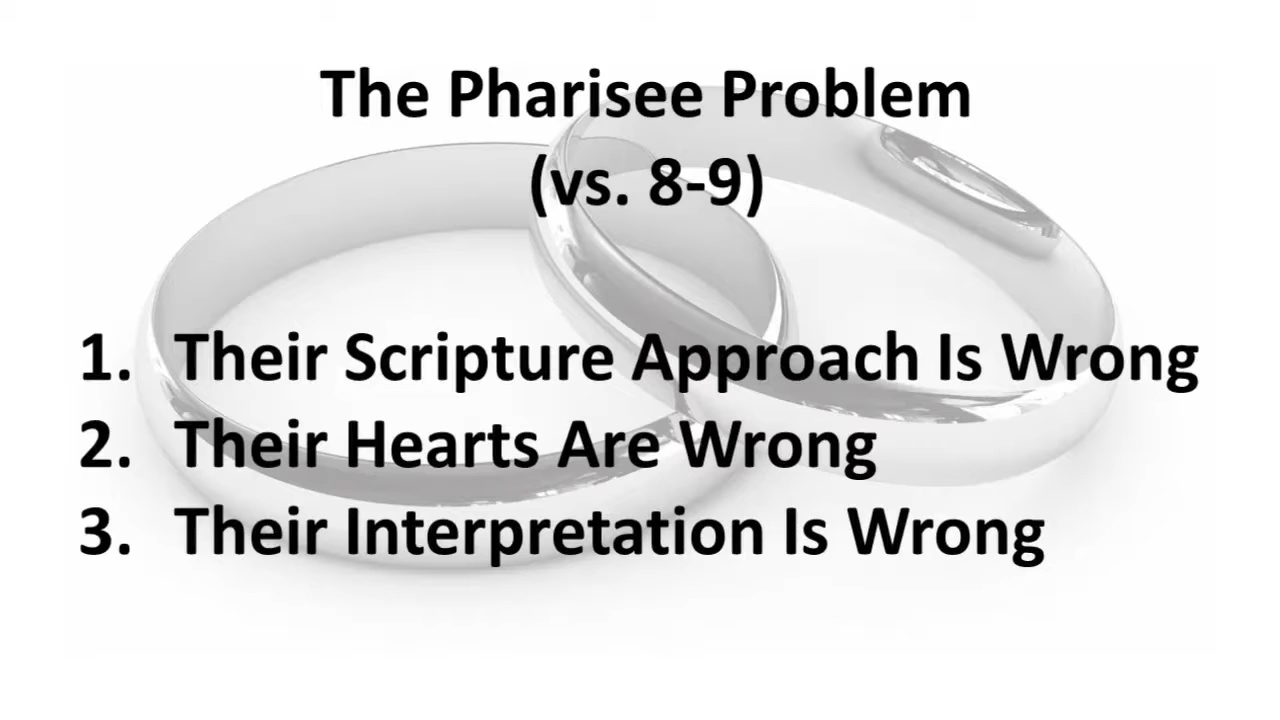 The Pharisee Problem
(vs. 8-9)
1. Their Scripture Approach Is Wrong
2. Their Hearts Are Wrong
3. Their Interpretation Is Wrong